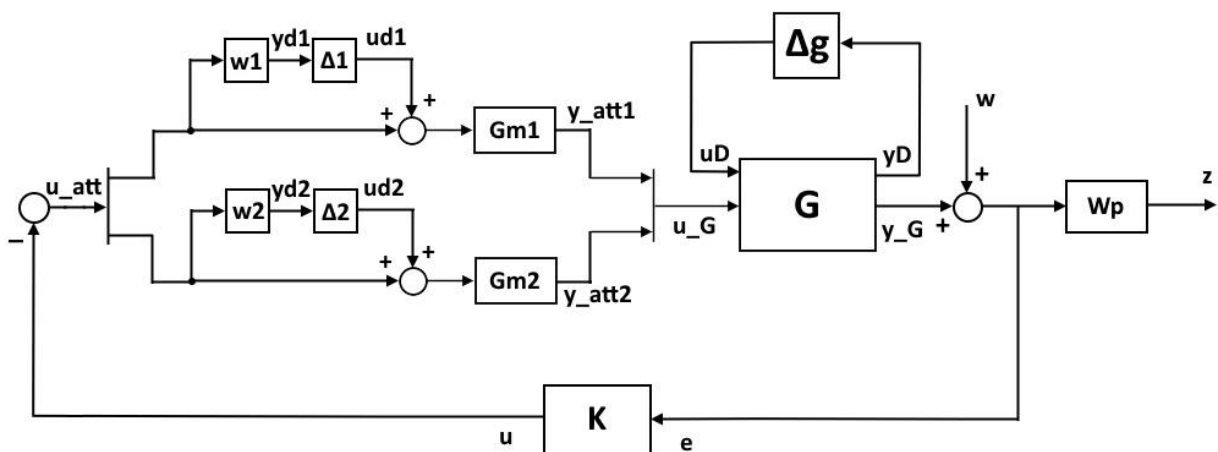 Δg
yd1
ud1
w1
Δ1
+
w
+
Gm1
y_att1
uD
yD
+
z
u_att
yd2
ud2
G
Wp
w2
Δ2
u_G
y_G
+
–
+
+
Gm2
y_att2
K
u
e